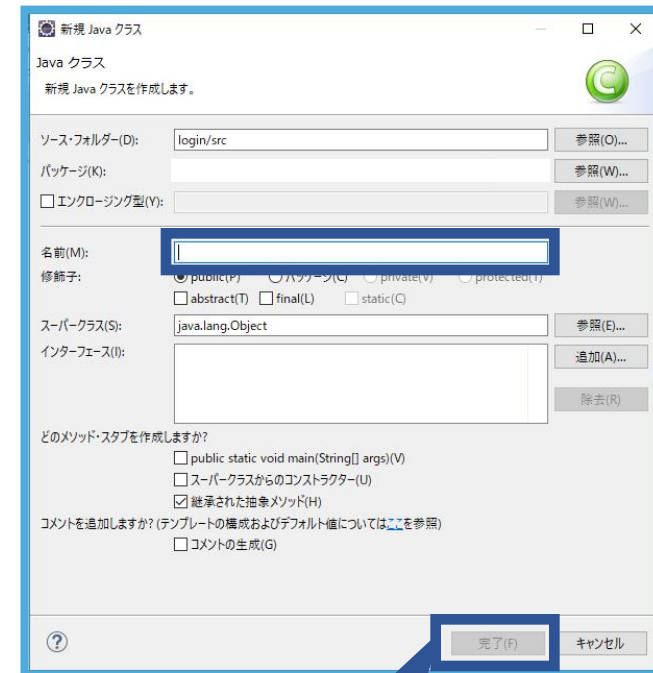 新規 Java クラス
Java クラス
新規 Java クラスを作成します。
C
ソース・フォルダー(D): login/src 参照(O)...
パッケージ(K): 参照(W)...
エンクロージング型(Y): 参照(W)...
名前(M):
修飾子: public(P) パッケージ(C) private(V) protected(T)
abstract(T) final(L) static(C)
スーパークラス(S): java.lang.Object 参照(E)...
インターフェース(I): 追加(A)...
除去(R)
どのメソッド・スタブを作成しますか?
public static void main(String[] args)(V)
スーパークラスからのコンストラクター(U)
継承された抽象メソッド(H)
コメントを追加しますか? (テンプレートの構成およびデフォルト値についてはここを参照)
コメントの生成(G)
? 完了(F) キャンセル